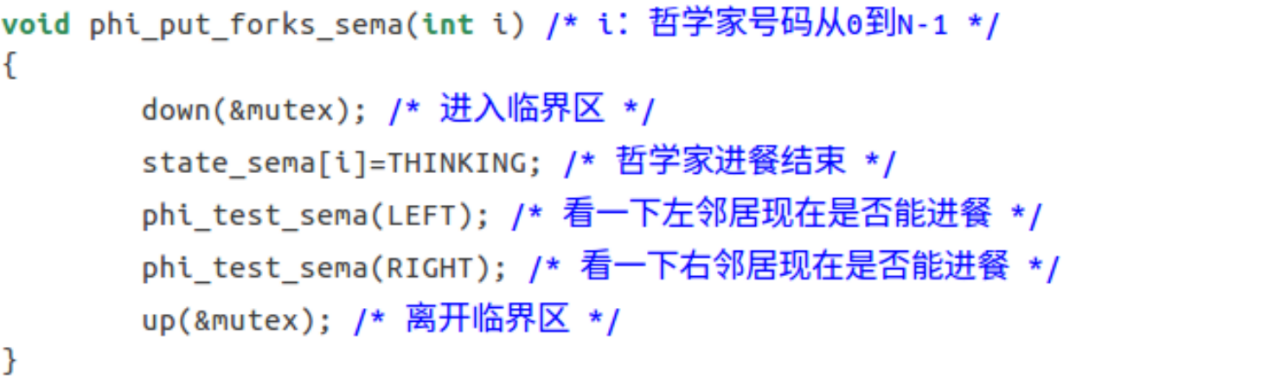 void phi_put_forks_sema(int i) /* i：哲学家号码从0到N-1 */
{
        down(&mutex); /* 进入临界区 */
        state_sema[i]=THINKING; /* 哲学家进餐结束 */
        phi_test_sema(LEFT); /* 看一下左邻居现在是否能进餐 */
        phi_test_sema(RIGHT); /* 看一下右邻居现在是否能进餐 */
        up(&mutex); /* 离开临界区 */
}